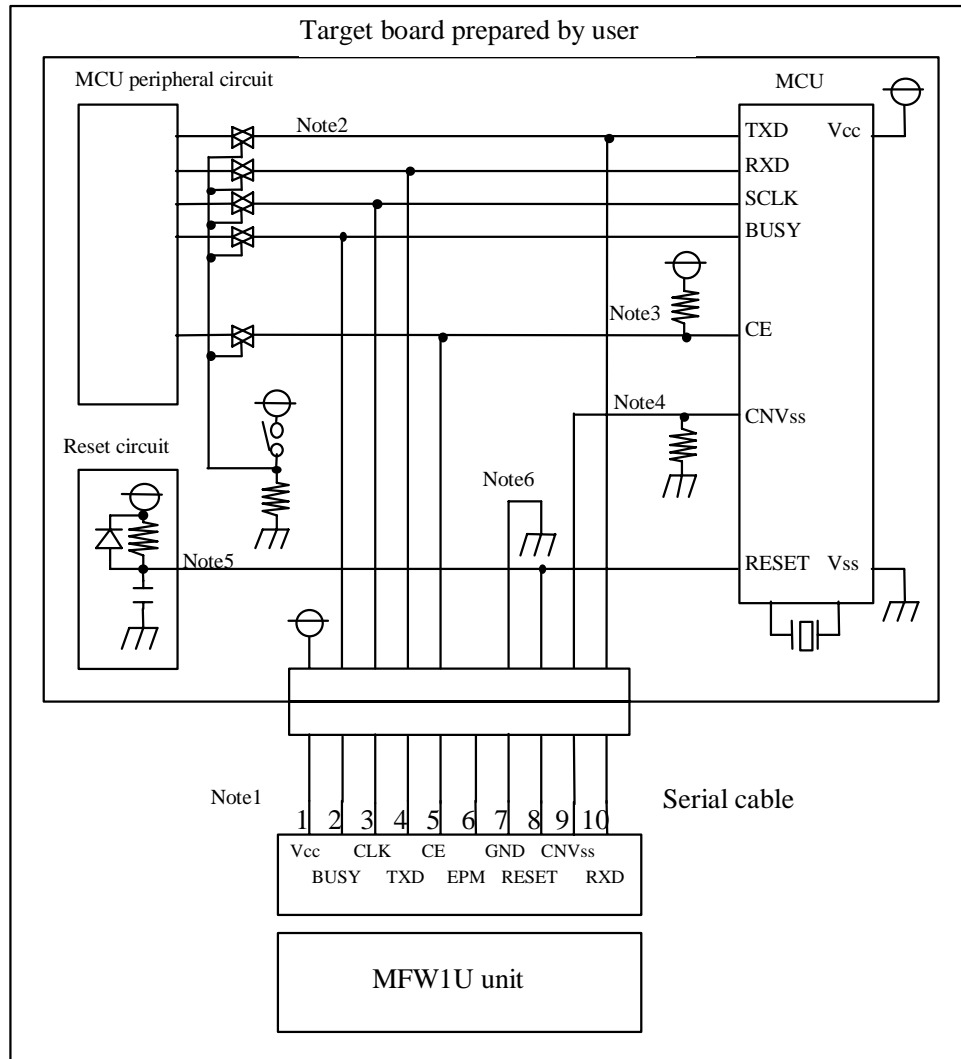 Target board prepared by user
MCU peripheral circuit
MCU
Note2
TXD
Vcc
RXD
SCLK
BUSY
Note3
CE
Note4
CNVss
Reset circuit
Note6
Note5
RESET
Vss
Note1
Serial cable
1 2 3 4 5 6 7 8 9 10
Vcc CLK CE GND CNVss
BUSY TXD EPM RESET RXD
MFW1U unit